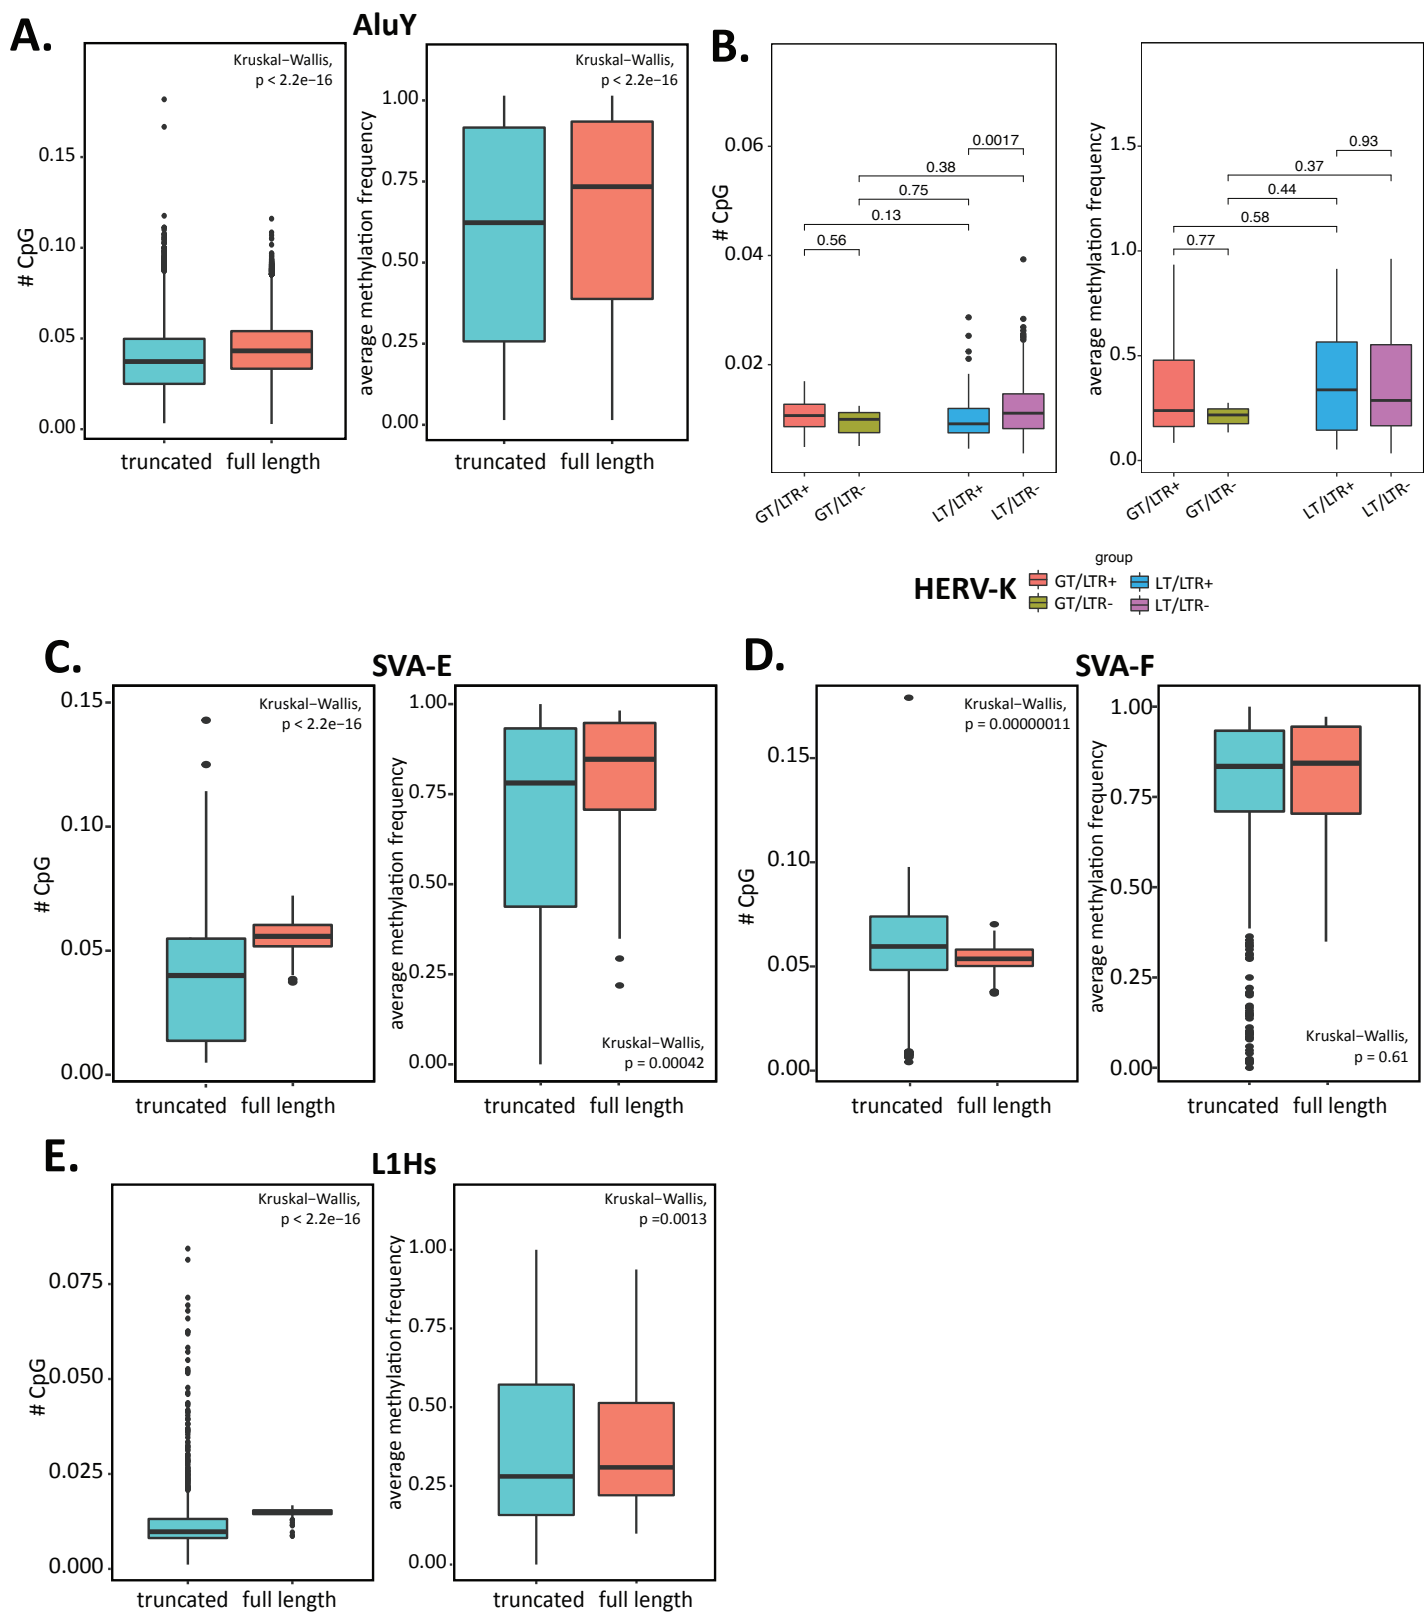 A.
AluY
Kruskal−Wallis,
p < 2.2e−16
# CpG
0.15
0.10
0.05
0.00
truncated
full length
Kruskal−Wallis,
p < 2.2e−16
average methylation frequency
1.00
0.75
0.50
0.25
0.00
truncated
full length
B.
# CpG
0.06
0.04
0.02
0.0017
0.38
0.75
0.13
0.56
GT/LTR+
GT/LTR-
LT/LTR+
LT/LTR-
average methylation frequency
1.5
1.0
0.5
0.0
0.93
0.37
0.44
0.58
0.77
GT/LTR+
GT/LTR-
LT/LTR+
LT/LTR-
HERV-K
group
GT/LTR+
LT/LTR+
GT/LTR-
LT/LTR-
C.
SVA-E
Kruskal−Wallis,
p < 2.2e−16
# CpG
0.15
0.10
0.05
0.00
truncated
full length
average methylation frequency
1.00
0.75
0.50
0.25
0.00
Kruskal−Wallis,
p = 0.00042
truncated
full length
D.
SVA-F
Kruskal−Wallis,
p = 0.00000011
# CpG
0.15
0.10
0.05
0.00
truncated
full length
average methylation frequency
1.00
0.75
0.50
0.25
0.00
Kruskal−Wallis,
p = 0.61
truncated
full length
E.
L1Hs
Kruskal−Wallis,
p < 2.2e−16
# CpG
0.075
0.050
0.025
0.000
truncated
full length
Kruskal−Wallis,
p =0.0013
average methylation frequency
1.00
0.75
0.50
0.25
0.00
truncated
full length